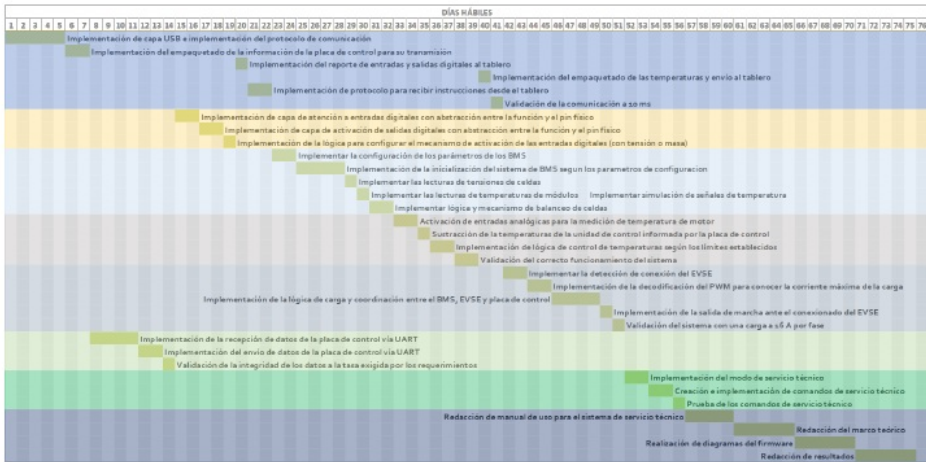 DÍAS HÁBILES
1 2 3 4 5 6 7 8 9 10 11 12 13 14 15 16 17 18 19 20 21 22 23 24 25 26 27 28 29 30 31 32 33 34 35 36 37 38 39 40 41 42 43 44 45 46 47 48 49 50 51 52 53 54 55 56 57 58 59 60 61 62 63 64 65 66 67 68 69 70 71 72 73 74 75 76
Implementación de capa USB e implementación del protocolo de comunicación
Implementación del empaquetado de la información de la placa de control para su transmisión
Implementación del reporte de entradas y salidas digitales al tablero
Implementación del empaquetado de las temperaturas y envío al tablero
Implementación de protocolo para recibir instrucciones desde el tablero
Validación de la comunicación a 10 ms
Implementación de capa de atención a entradas digitales con abstracción entre la función y el pin físico
Implementación de capa de activación de salidas digitales con abstracción entre la función y el pin físico
Implementación de la lógica para configurar el mecanismo de activación de las entradas digitales (con tensión o masa)
Implementar la configuración de los parámetros de los BMS
Implementación de la inicialización del sistema de BMS según los parametros de configuracion
Implementar las lecturas de tensiones de celdas
Implementar las lecturas de temperaturas de módulos Implementar simulación de señales de temperatura
Implementar lógica y mecanismo de balanceo de celdas
Activación de entradas analógicas para la medición de temperatura de motor
Sustracción de la temperaturas de la unidad de control informada por la placa de control
Implementación de lógica de control de temperaturas según los límites establecidos
Validación del correcto funcionamiento del sistema
Implementar la detección de conexión del EVSE
Implementación de la decodificación del PWM para conocer la corriente máxima de la carga
Implementación de la lógica de carga y coordinación entre el BMS, EVSE y placa de control
Implementación de la salida de marcha ante el conexionado del EVSE
Validación del sistema con una carga a 16 A por fase
Implementación de la recepción de datos de la placa de control vía UART
Implementación del envío de datos de la placa de control vía UART
Validación de la integridad de los datos a la tasa exigida por los requerimientos
Implementación del modo de servicio técnico
Creación e implementación de comandos de servicio técnico
Prueba de los comandos de servicio técnico
Redacción de manual de uso para el sistema de servicio técnico
Redacción del marco teórico
Realización de diagramas del firmware
Redacción de resultados